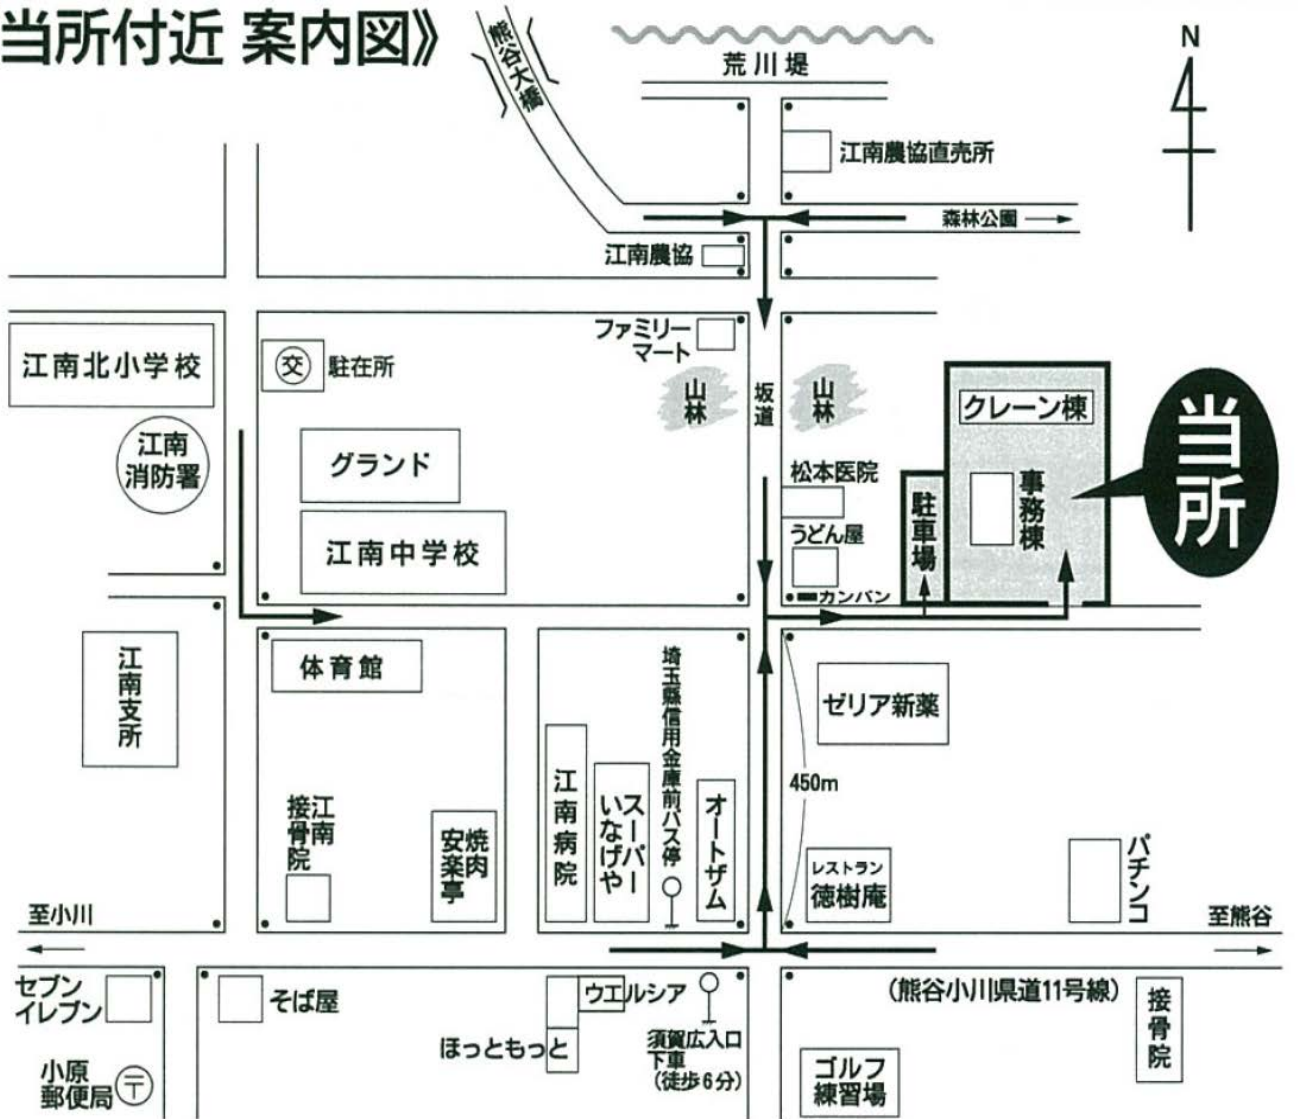 当所付近 案内図》
熊谷大橋
荒川堤
N
江南農協直売所
森林公園
江南農協
江南北小学校
交
駐在所
ファミリー
マート
山林
坂道
山林
クレーン棟
当所
江南
消防署
グランド
松本医院
駐車場
事務棟
うどん屋
江南中学校
カンバン
江南支所
体育館
埼玉縣信用金庫前バス停
ゼリア新薬
450m
江南
接骨院
焼肉
安楽亭
江南病院
スーパー
いなげや
オートザム
レストラン
徳樹庵
パチンコ
至小川
至熊谷
セブン
イレブン
そば屋
ウエルシア
(熊谷小川県道11号線)
接骨院
ほっともっと
須賀広入口
下車
(徒歩6分)
小原
郵便局
〒
ゴルフ
練習場